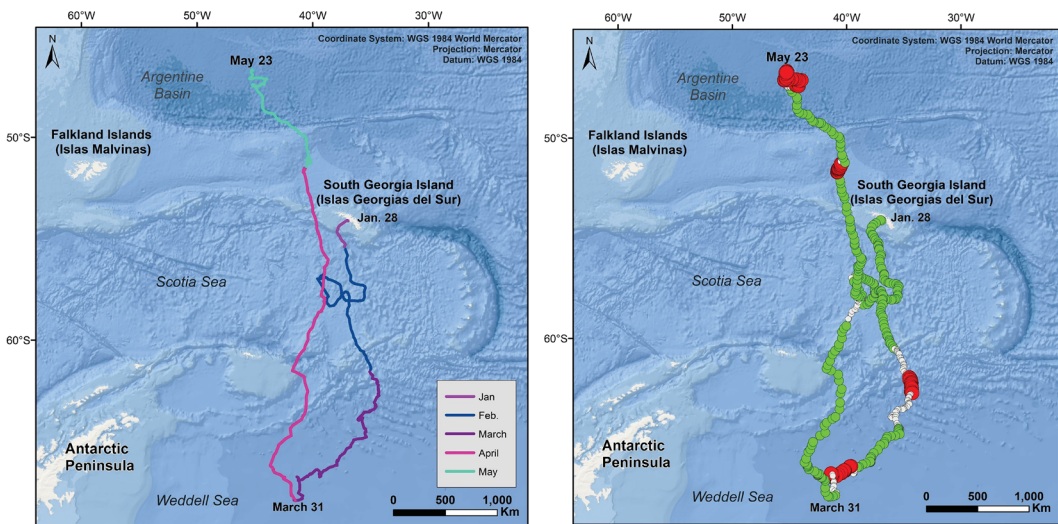 60°W 50°W 40°W 30°W
N
Coordinate System: WGS 1984 World Mercator
Projection: Mercator
Datum: WGS 1984
May 23
Argentine
Basin
50°S
Falkland Islands
(Islas Malvinas)
South Georgia Island
(Islas Georgias del Sur)
Jan. 28
Scotia Sea
60°S
Jan
Feb.
March
April
May
Antarctic
Peninsula
Weddell Sea
March 31
0 500 1,000
Km
60°W 50°W 40°W 30°W
N
Coordinate System: WGS 1984 World Mercator
Projection: Mercator
Datum: WGS 1984
May 23
Argentine
Basin
50°S
Falkland Islands
(Islas Malvinas)
South Georgia Island
(Islas Georgias del Sur)
Jan. 28
Scotia Sea
60°S
Antarctic
Peninsula
Weddell Sea
March 31
0 500 1,000
Km